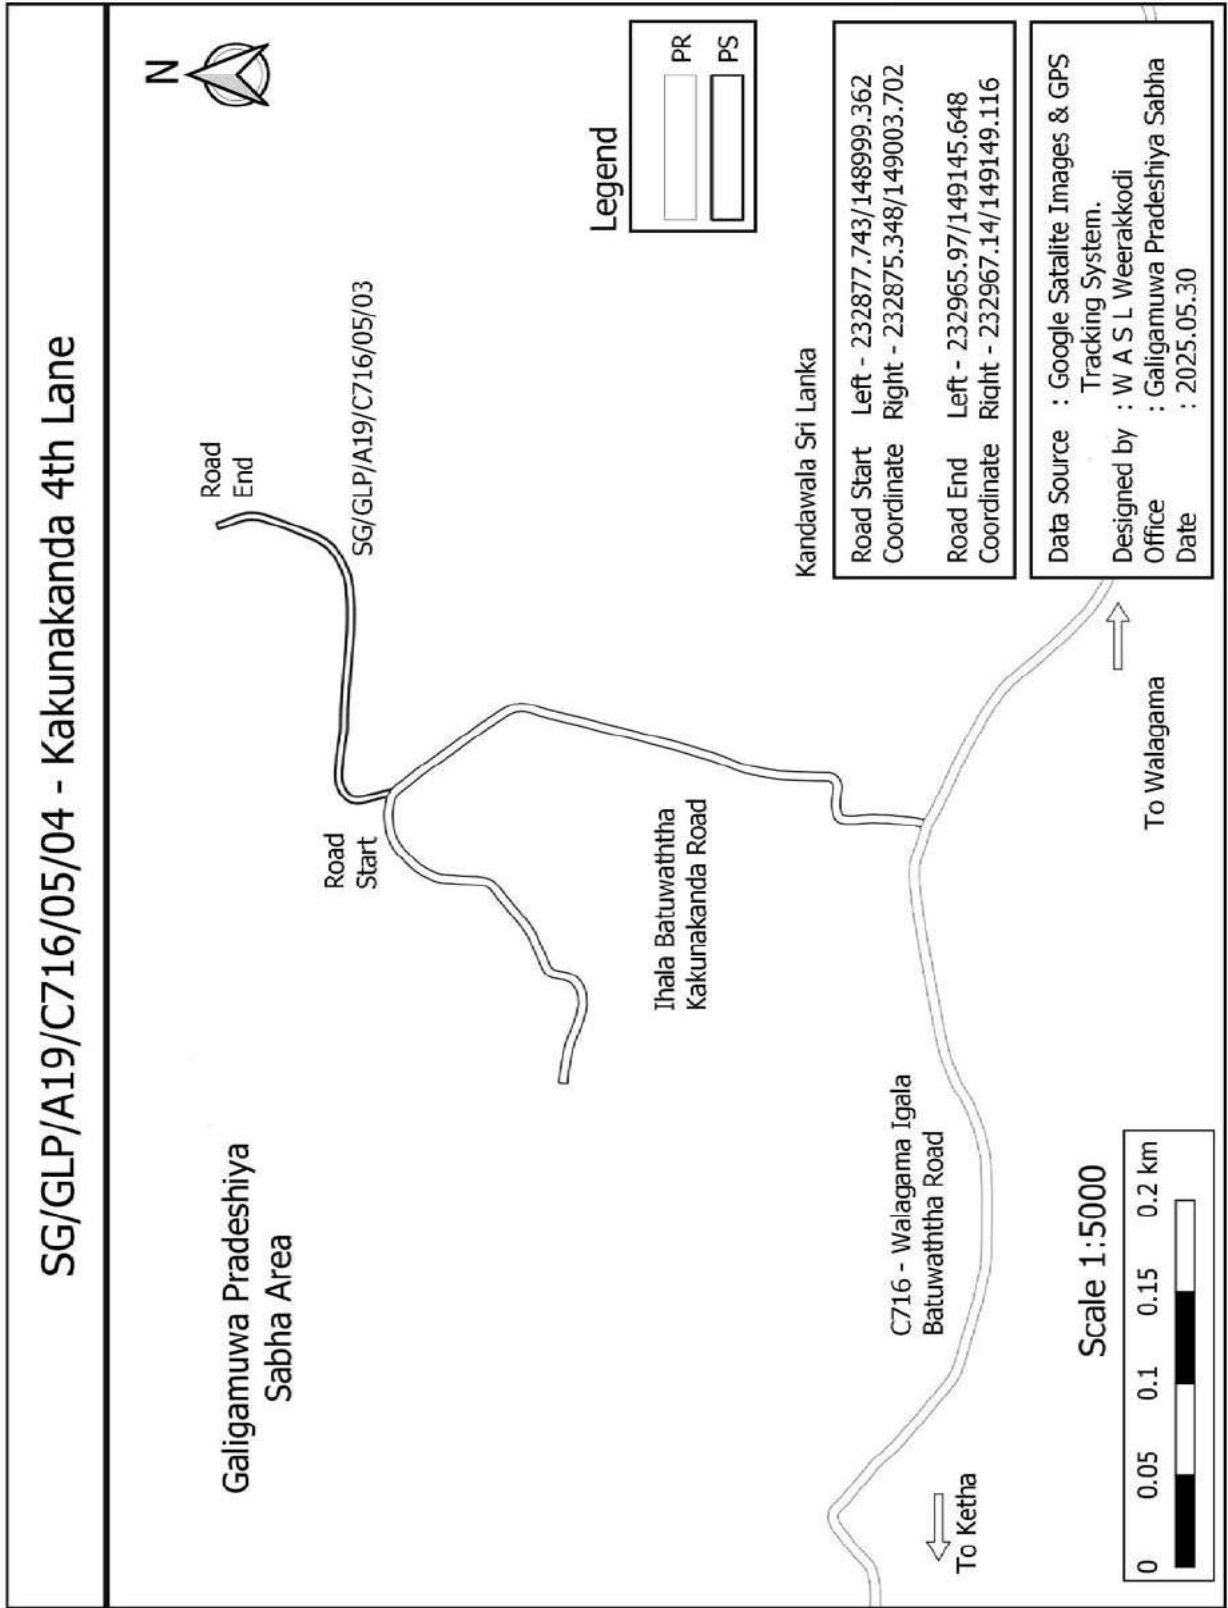 SG/GLP/A19/C716/05/04 - Kakunakanda 4th Lane
N
Galigamuwa Pradeshiya
Sabha Area
Road
End
SG/GLP/A19/C716/05/03
Road
Start
Ihala Batuwaththa
Kakunakanda Road
C716 - Walagama Igala
Batuwaththa Road
To Ketha
To Walagama
Legend
PR
PS
Kandawala Sri Lanka
Road Start Left - 232877.743/148999.362
Coordinate Right - 232875.348/149003.702
Road End Left - 232965.97/149145.648
Coordinate Right - 232967.14/149149.116
Data Source : Google Satalite Images & GPS
Tracking System.
Designed by : W A S L Weerakkodi
Office : Galigamuwa Pradeshiya Sabha
Date : 2025.05.30
Scale 1:5000
0 0.05 0.1 0.15 0.2 km